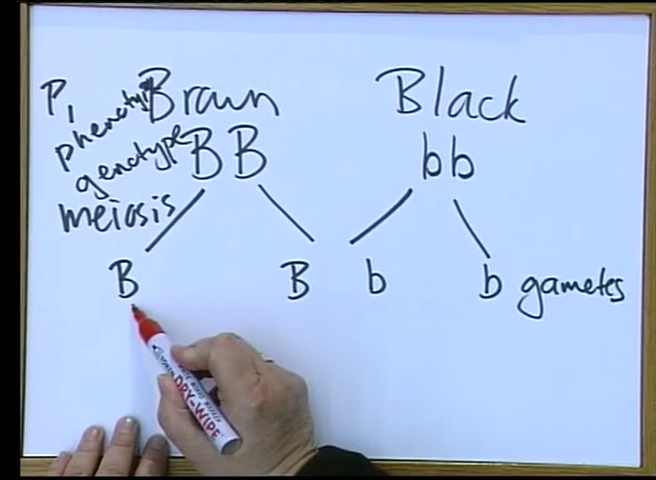 P1 Brown Black
phenotype
genotype BB bb
meiosis
B B b b gametes
DRY-WIPE